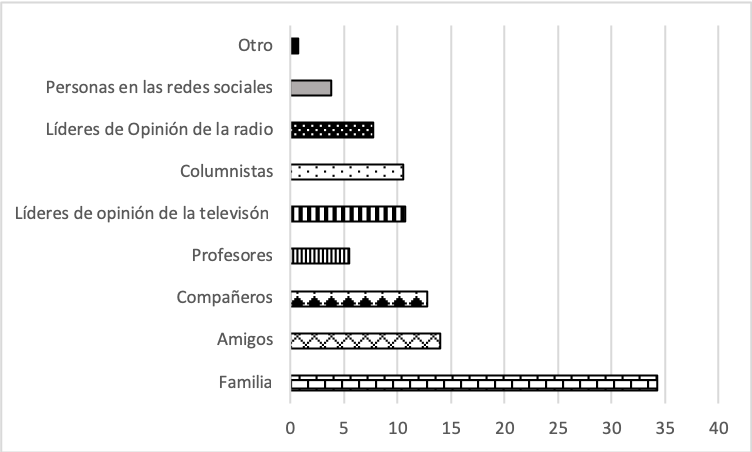 Otro
Personas en las redes sociales
Líderes de Opinión de la radio
Columnistas
Líderes de opinión de la televisón
Profesores
Compañeros
Amigos
Familia
0 5 10 15 20 25 30 35 40